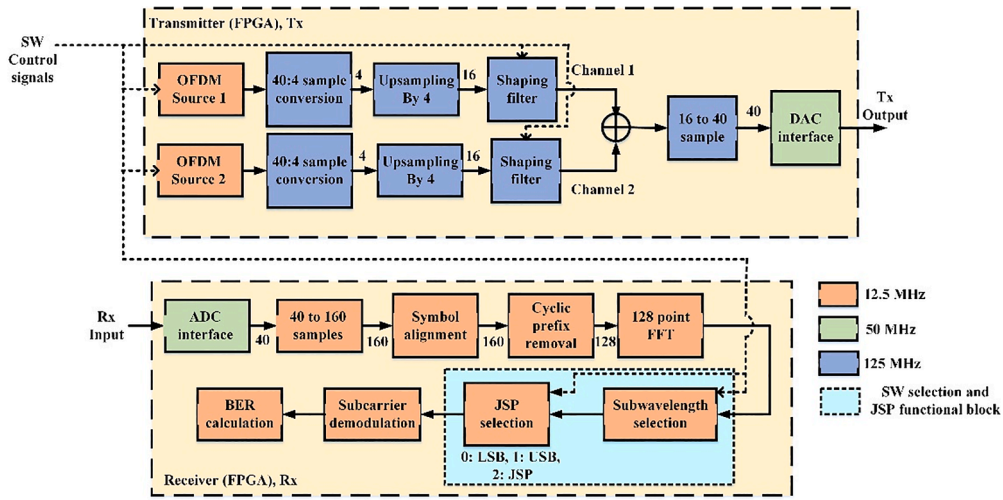 Transmitter (FPGA), Tx
SW
Control
signals
OFDM
Source 1
40:4 sample
conversion
4
Upsampling
By 4
16
Shaping
filter
Channel 1
16 to 40
sample
40
DAC
interface
Tx
Output
OFDM
Source 2
40:4 sample
conversion
4
Upsampling
By 4
16
Shaping
filter
Channel 2
Rx
Input
ADC
interface
40
40 to 160
samples
160
Symbol
alignment
160
Cyclic
prefix
removal
128
128 point
FFT
BER
calculation
Subcarrier
demodulation
JSP
selection
Subwavelength
selection
0: LSB, 1: USB,
2: JSP
Receiver (FPGA), Rx
12.5 MHz
50 MHz
125 MHz
SW selection and
JSP functional block